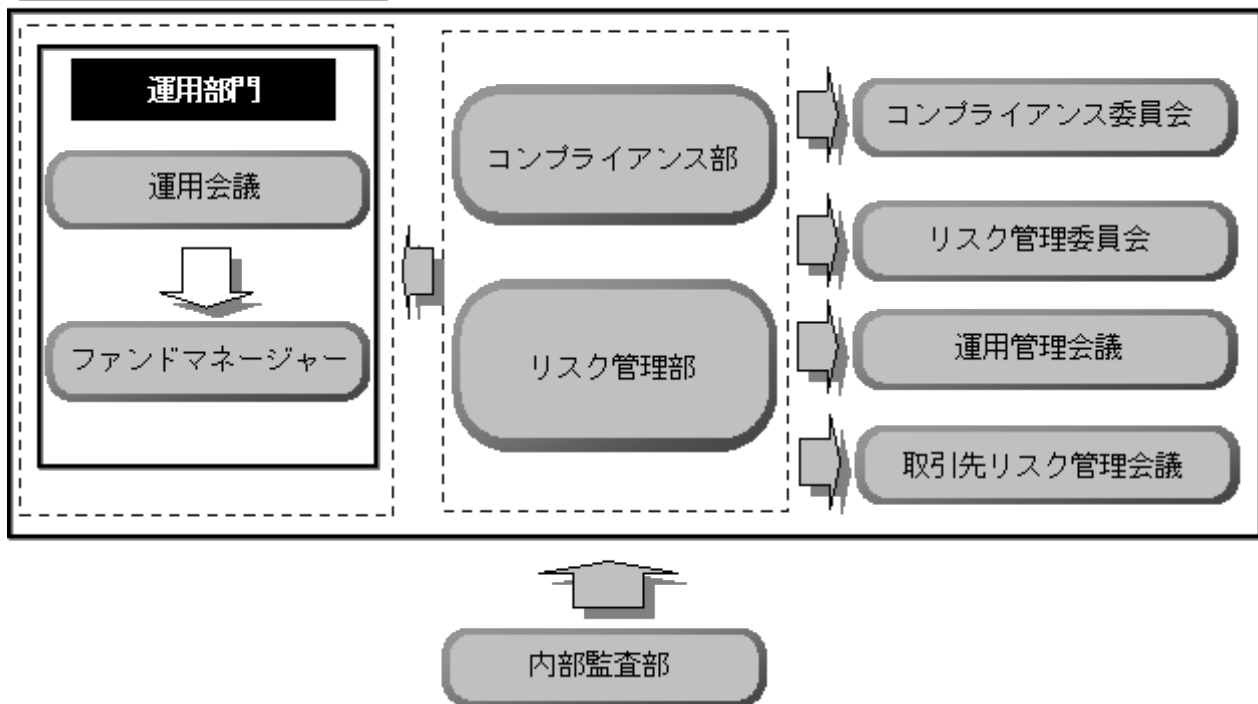 運用部門
運用会議
ファンドマネージャー
コンプライアンス部
リスク管理部
コンプライアンス委員会
リスク管理委員会
運用管理会議
取引先リスク管理会議
内部監査部